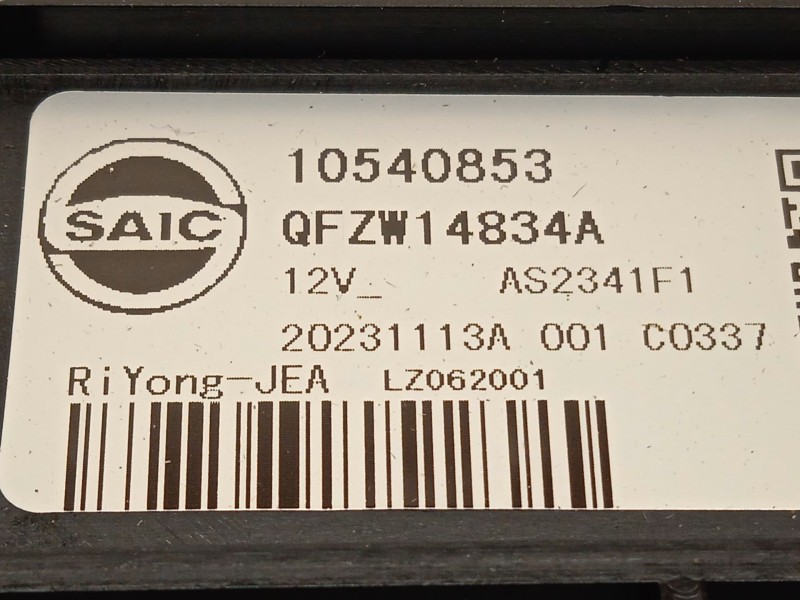 SAIC
10540853
QFZW14834A
12V_ AS2341F1
20231113A 001 C0337
RiYong-JEA LZ062001